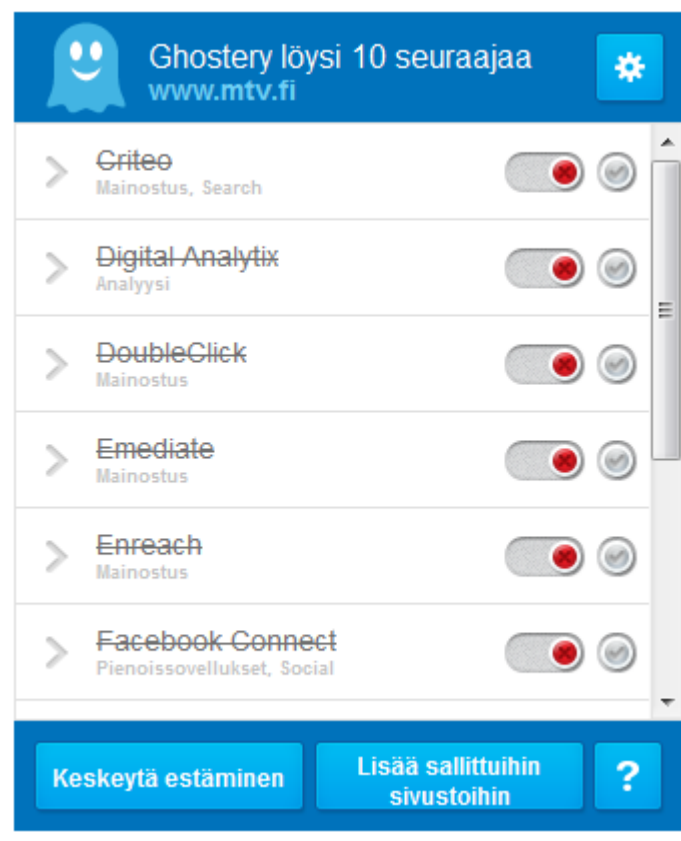 Ghostery löysi 10 seuraajaa
www.mtv.fi
Criteo
Mainostus, Search
Digital Analytix
Analyysi
DoubleClick
Mainostus
Emediate
Mainostus
Enreach
Mainostus
Facebook Connect
Pienoissovellukset, Social
Keskeytä estäminen
Lisää sallittuihin
sivustoihin
?